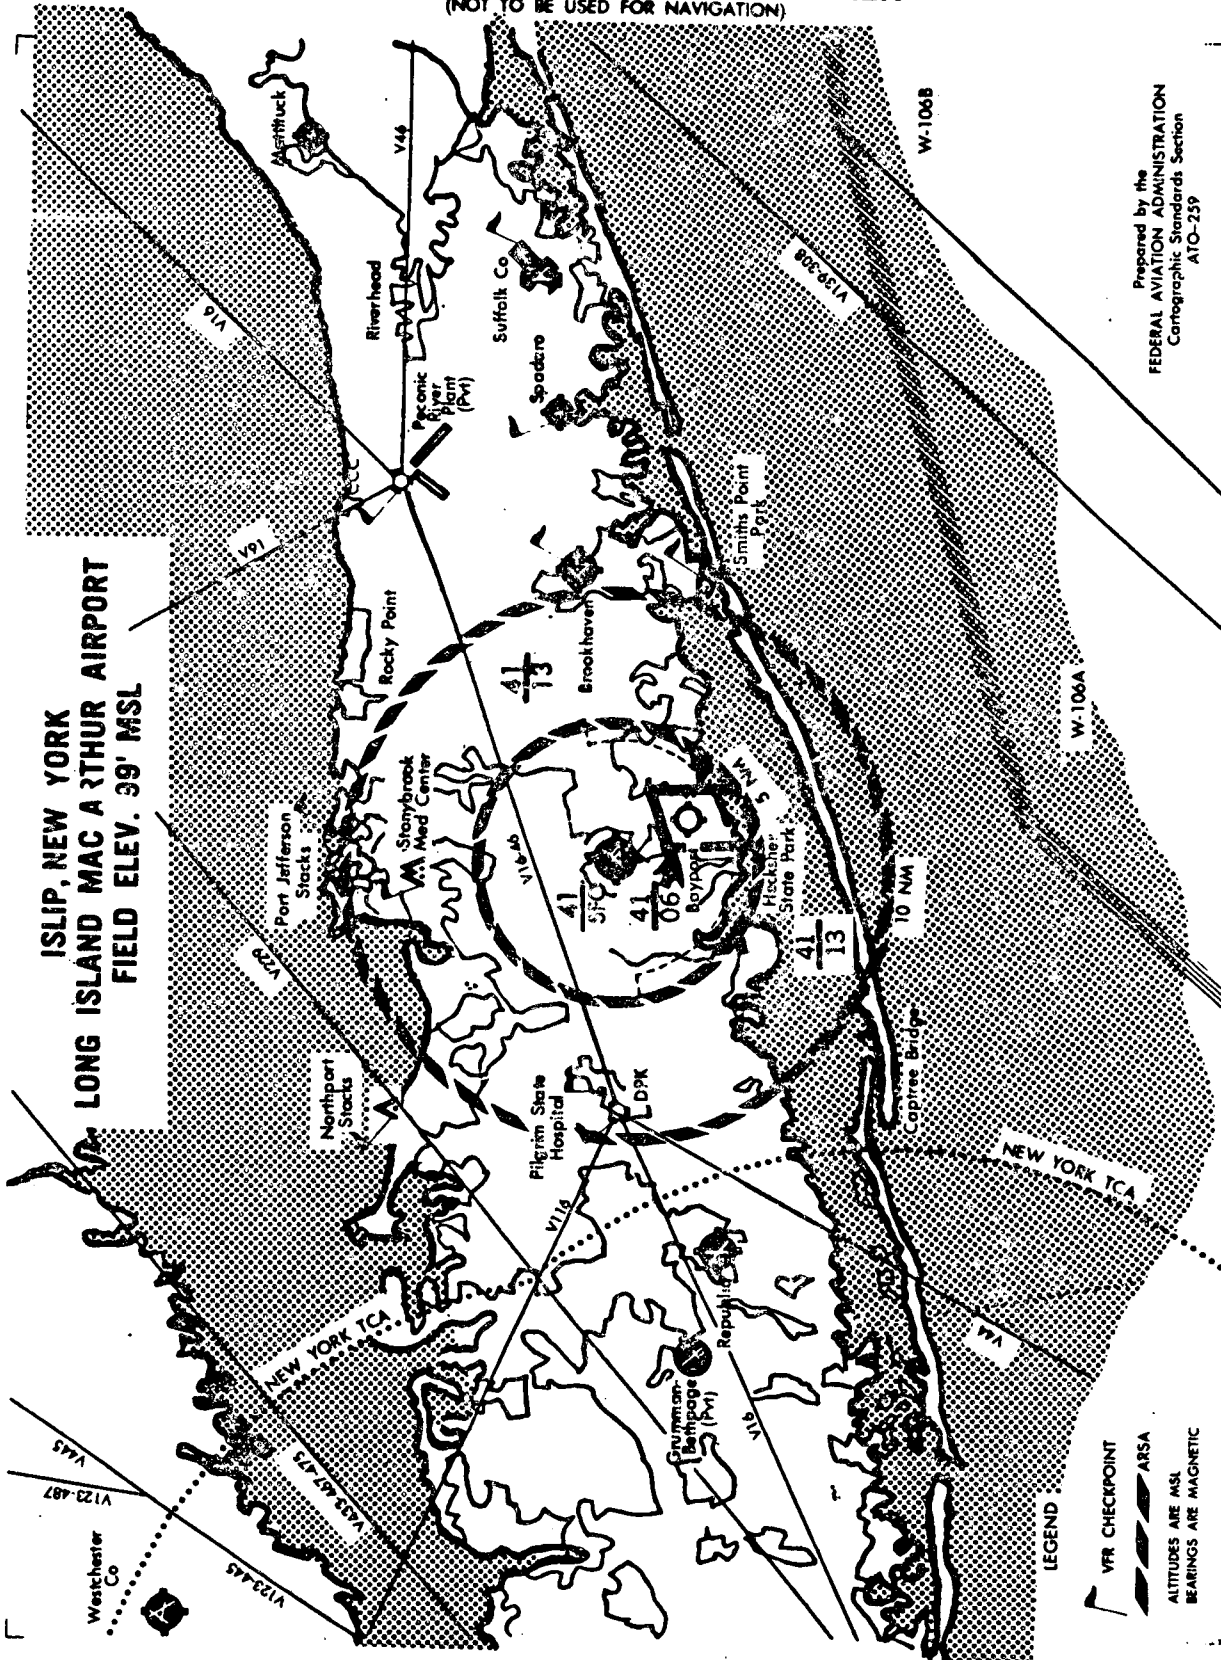 (NOT TO BE USED FOR NAVIGATION)
ISLIP, NEW YORK
LONG ISLAND MAC ARTHUR AIRPORT
FIELD ELEV. 99' MSL
Mattituck
V46
V16
Riverhead
Suffolk Co
Spadaro
Peconic
River
Plant
(Pvt)
CCC
V91
Rocky Point
Brookhaven
Smiths Point
Park
W-106B
V139-308
W-106A
Prepared by the
FEDERAL AVIATION ADMINISTRATION
Cartographic Standards Section
ATO-259
Port Jefferson
Stacks
Stonybrook
Med Center
41
13
41
SFC
41
06
Bayport
Heckscher
State Park
5 NM
41
13
10 NM
V229
Northport
Stacks
Pilgrim State
Hospital
DPK
Captree Bridge
NEW YORK TCA
V116
NEW YORK TCA
Republic
Grumman-
Bethpage
(Pvt)
V16
V44
V445
V123-487
V123-445
V433-467-475
Westchester
Co
LEGEND
VFR CHECKPOINT
ARSA
ALTITUDES ARE MSL
BEARINGS ARE MAGNETIC